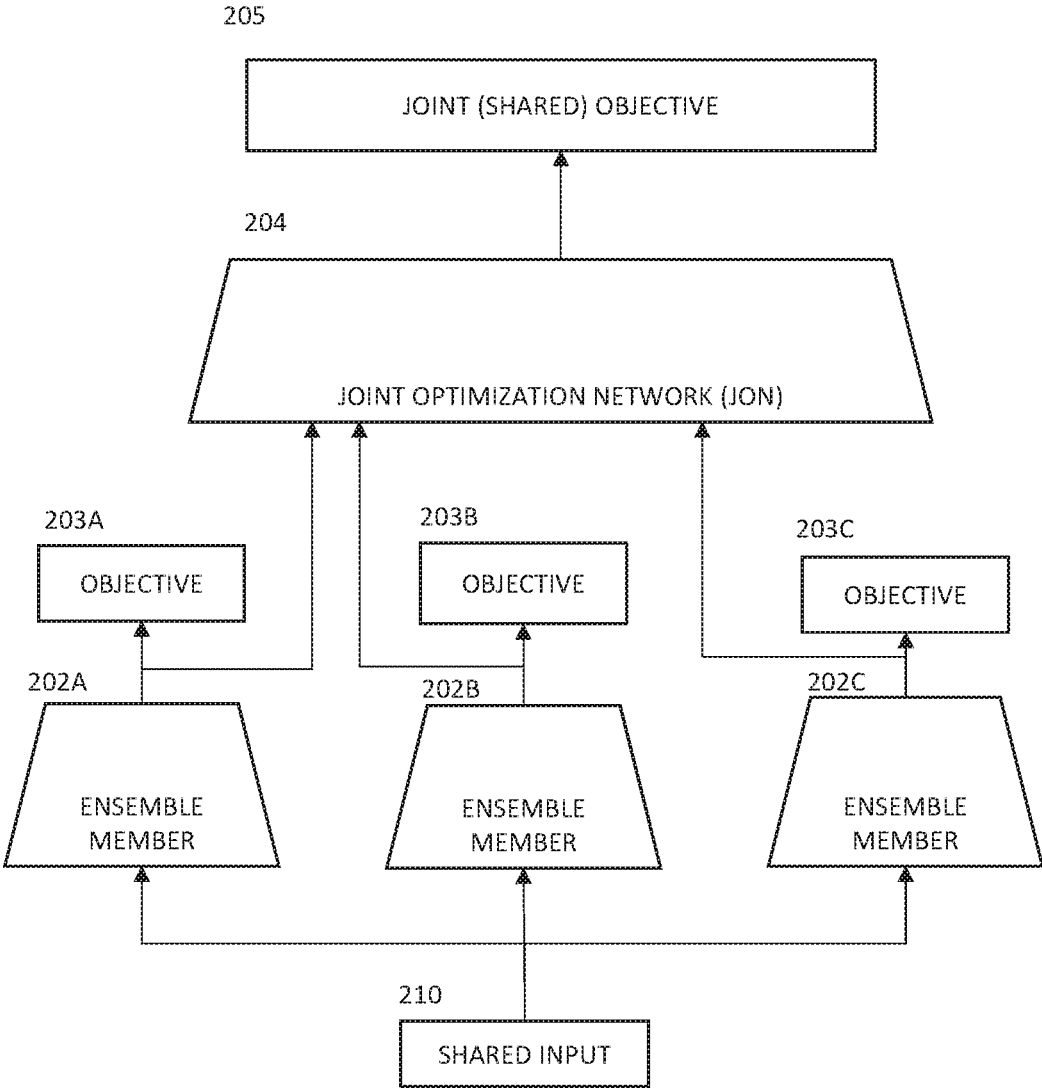 205
JOINT (SHARED) OBJECTIVE
204
JOINT OPTIMIZATION NETWORK (JON)
203A
203B
203C
OBJECTIVE
OBJECTIVE
OBJECTIVE
202A
202B
202C
ENSEMBLE
MEMBER
ENSEMBLE
MEMBER
ENSEMBLE
MEMBER
210
SHARED INPUT